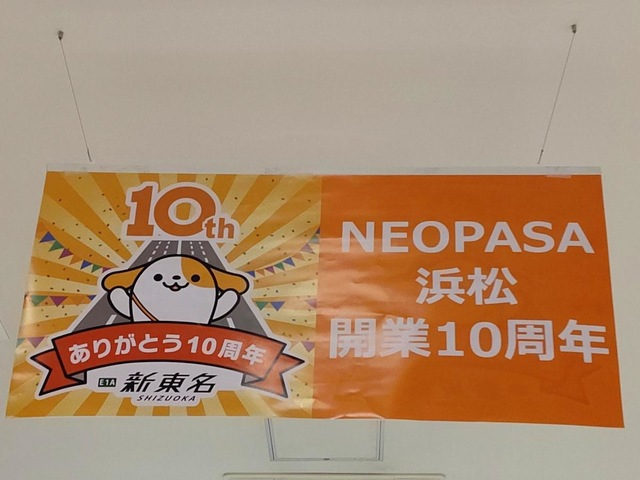 10th
ありがとう10周年
E1A 新東名
SHIZUOKA
NEOPASA
浜松
開業10周年